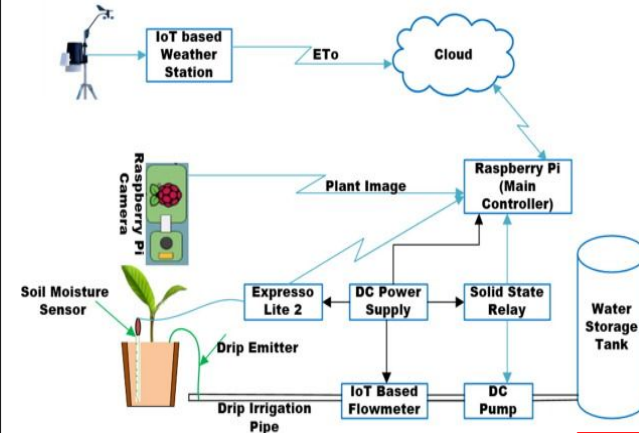 IoT based
Weather
Station
ETo
Cloud
Raspberry Pi
Camera
Plant Image
Raspberry Pi
(Main
Controller)
Soil Moisture
Sensor
Expresso
Lite 2
DC Power
Supply
Solid State
Relay
Water
Storage
Tank
Drip Emitter
Drip Irrigation
Pipe
IoT Based
Flowmeter
DC
Pump